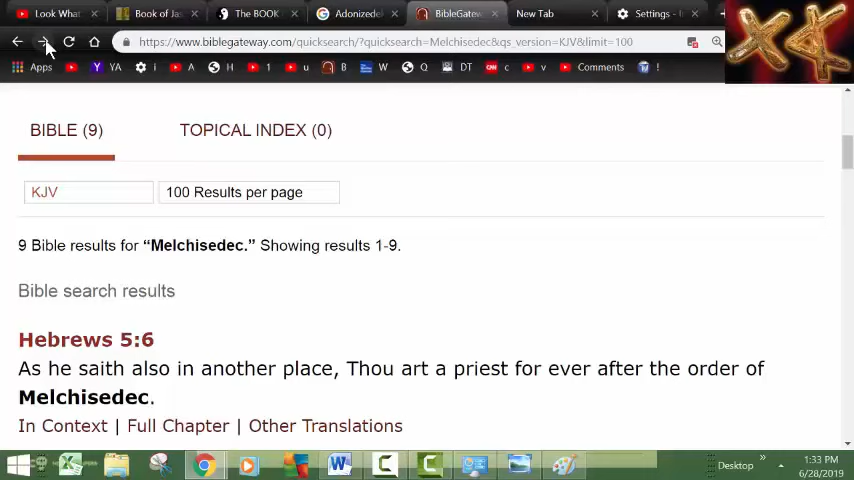 Look What
Book of Jas
The BOOK
Adonizedek
BibleGatew
New Tab
Settings -
https://www.biblegateway.com/quicksearch/?quicksearch=Melchisedec&qs_version=KJV&limit=100
Apps
YA
i
A
S
1
u
B
W
Q
DT
c
v
Comments
!
BIBLE (9)
TOPICAL INDEX (0)
KJV
100 Results per page
9 Bible results for “Melchisedec.” Showing results 1-9.
Bible search results
Hebrews 5:6
As he saith also in another place, Thou art a priest for ever after the order of
Melchisedec.
In Context | Full Chapter | Other Translations
Desktop
1:33 PM
6/28/2019